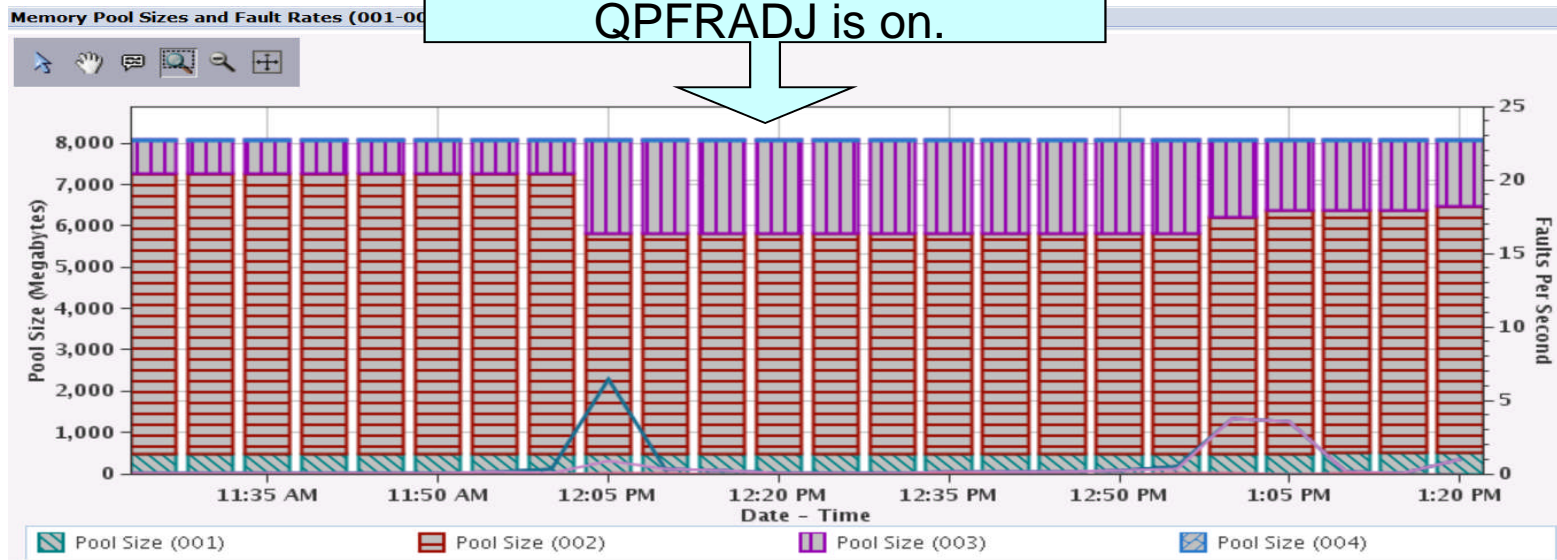 QPFRADJ is on.
Memory Pool Sizes and Fault Rates (001-00
Pool Size (Megabytes)
8,000
7,000
6,000
5,000
4,000
3,000
2,000
1,000
0
25
20
15
10
5
0
Faults Per Second
11:35 AM 11:50 AM 12:05 PM 12:20 PM 12:35 PM 12:50 PM 1:05 PM 1:20 PM
Date - Time
Pool Size (001) Pool Size (002) Pool Size (003) Pool Size (004)